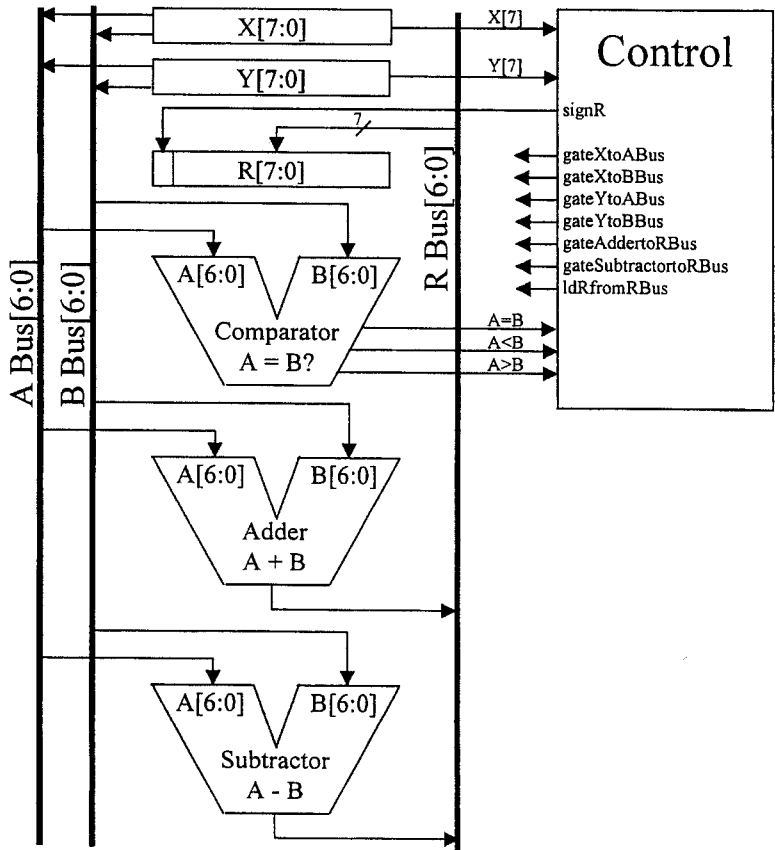 X[7:0]
X[7]
Control
Y[7:0]
Y[7]
signR
7
R[7:0]
gateXtoABus
gateXtoBBus
gateYtoABus
gateYtoBBus
gateAddertoRBus
gateSubtractortoRBus
ldRfromRBus
R Bus[6:0]
A Bus[6:0]
B Bus[6:0]
A[6:0]
B[6:0]
Comparator
A = B?
A=B
A<B
A>B
A[6:0]
B[6:0]
Adder
A + B
A[6:0]
B[6:0]
Subtractor
A - B